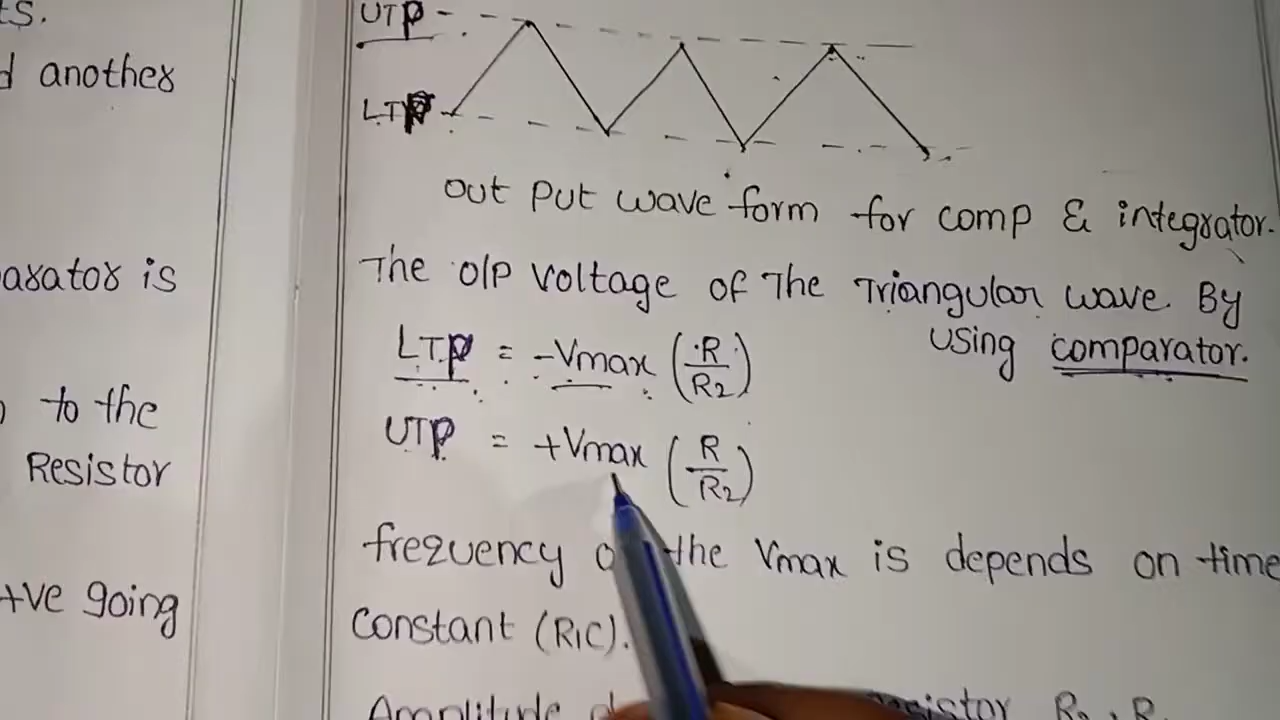 ts.
d another
arator is
to the
Resistor
+ve going
UTP
LTP
out put wave form for comp & integrator.
The O/P voltage of The Triangular wave. By
using comparator.
LTP = -Vmax (R/R2)
UTP = +Vmax (R/R2)
frequency the Vmax is depends on time
constant (R1C).
Amplitude